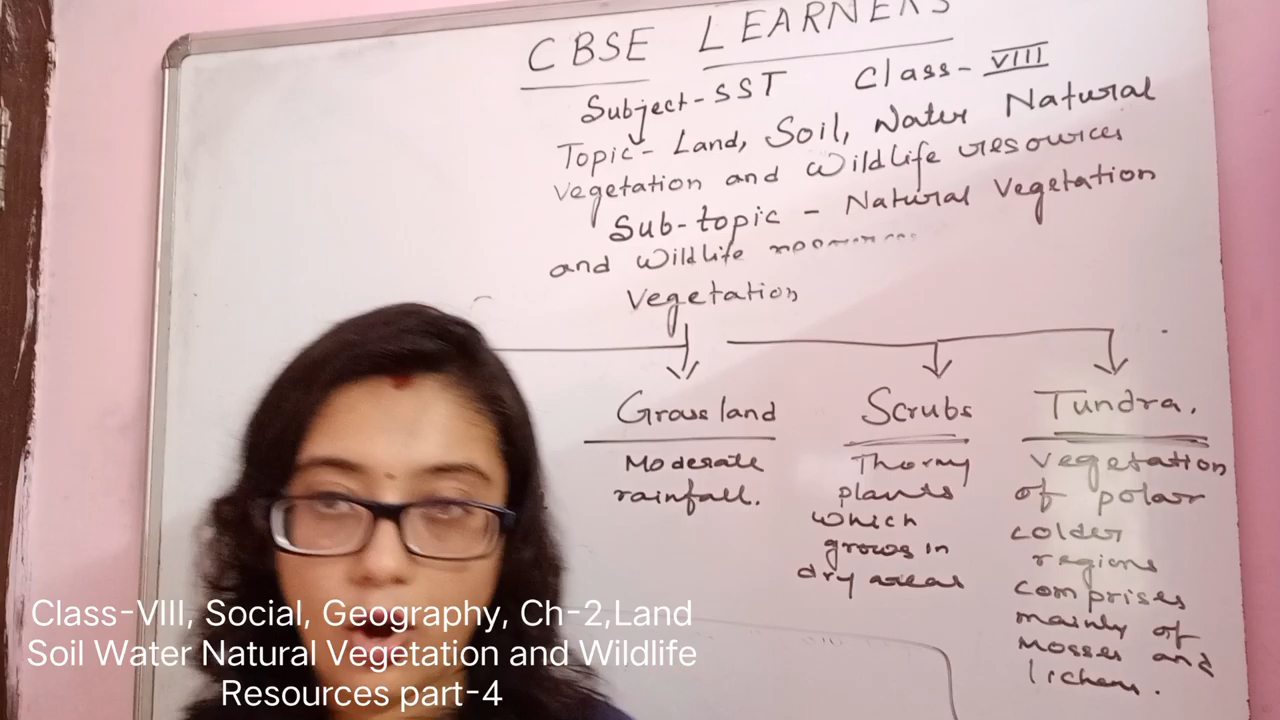 CBSE LEARNERS
Subject-SST Class-VIII
Topic- Land, Soil, Water Natural
Vegetation and Wildlife resources
Sub-topic - Natural Vegetation
and Wildlife
Vegetation
Grassland
Moderate
rainfall.
Scrubs
Thorny
plants
which
grows in
dry areas
Tundra.
Vegetation
of polar
colder
regions
comprises
mainly of
Mosses and
lichens.
Class-VIII, Social, Geography, Ch-2,Land
Soil Water Natural Vegetation and Wildlife
Resources part-4